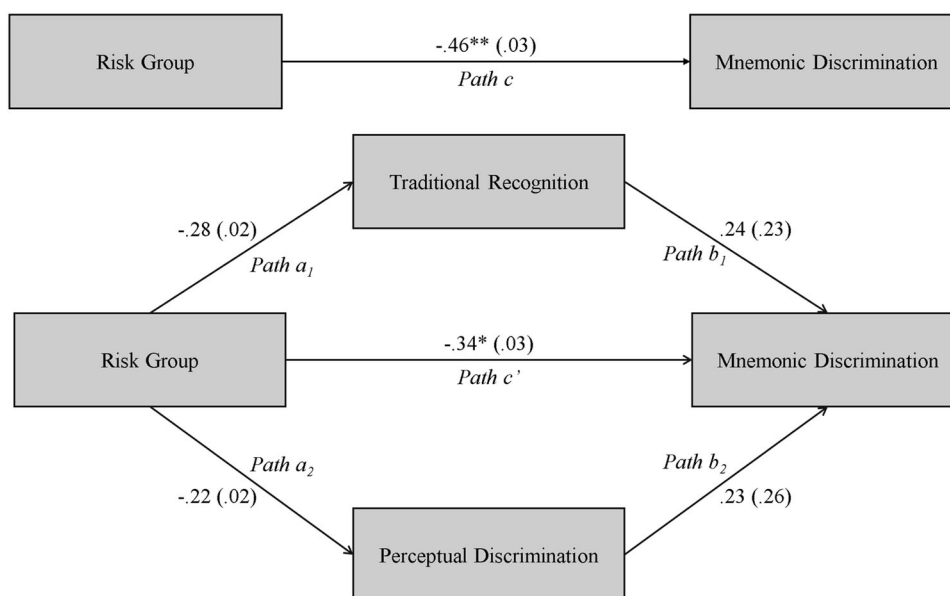 -.46** (.03)
Risk Group
Mnemonic Discrimination
Path c
Traditional Recognition
-.28 (.02)
.24 (.23)
Path a₁
Path b₁
-.34* (.03)
Risk Group
Mnemonic Discrimination
Path c’
Path a₂
Path b₂
-.22 (.02)
.23 (.26)
Perceptual Discrimination